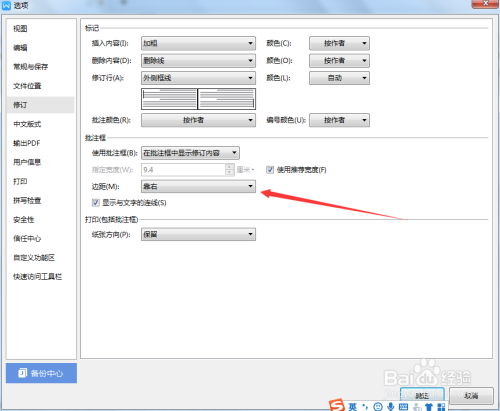 选项
视图
编辑
常规与保存
文件位置
修订
中文版式
输出PDF
用户信息
打印
拼写检查
安全性
信任中心
自定义功能区
快速访问工具栏
备份中心
标记
插入内容(I): 加粗 颜色(C): 按作者
删除内容(D): 删除线 颜色(O): 按作者
修订行(A): 外侧框线 颜色(L): 自动
批注颜色(R): 按作者 编号颜色(U): 按作者
批注框
使用批注框(B): 在批注框中显示修订内容
指定宽度(W): 9.4 厘米 使用推荐宽度(F)
边距(M): 靠右
显示与文字的连线(S)
打印(包括批注框)
纸张方向(P): 保留
Baidu经验
取消
英